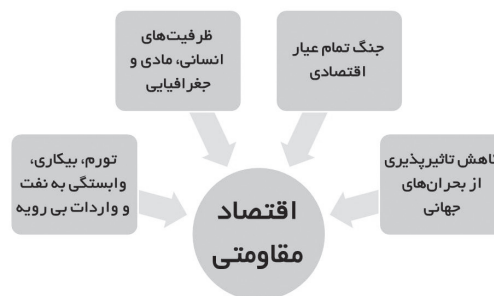 جنگ تمام عیار
اقتصادی
ظرفیت‌های
انسانی، مادی و
جغرافیایی
کاهش تاثیرپذیری
از بحران‌های
جهانی
تورم، بیکاری،
وابستگی به نفت
و واردات بی رویه
اقتصاد
مقاومتی